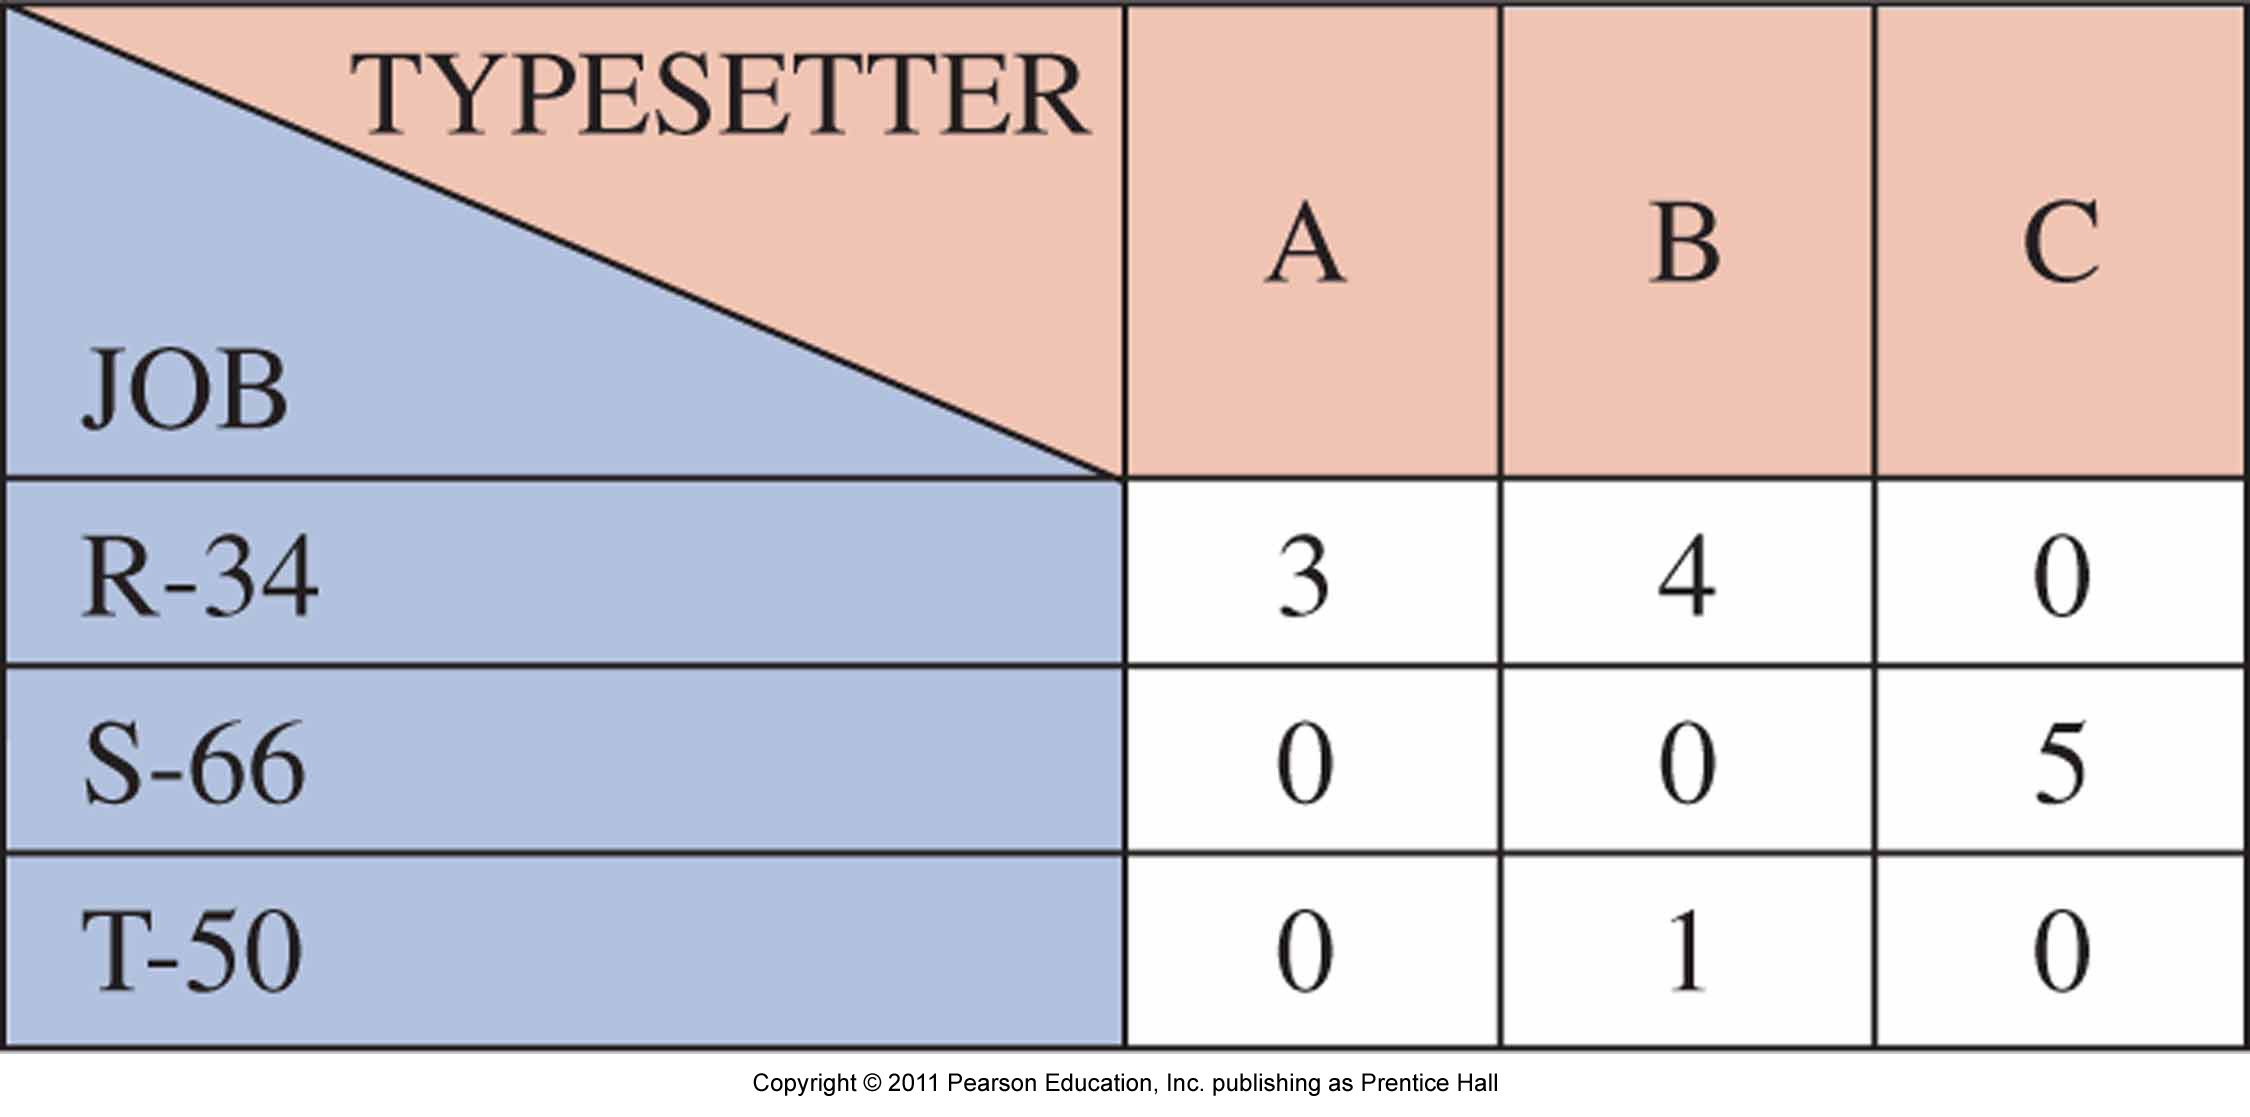 TYPESETTER
JOB
A B C
R-34 3 4 0
S-66 0 0 5
T-50 0 1 0
Copyright © 2011 Pearson Education, Inc. publishing as Prentice Hall